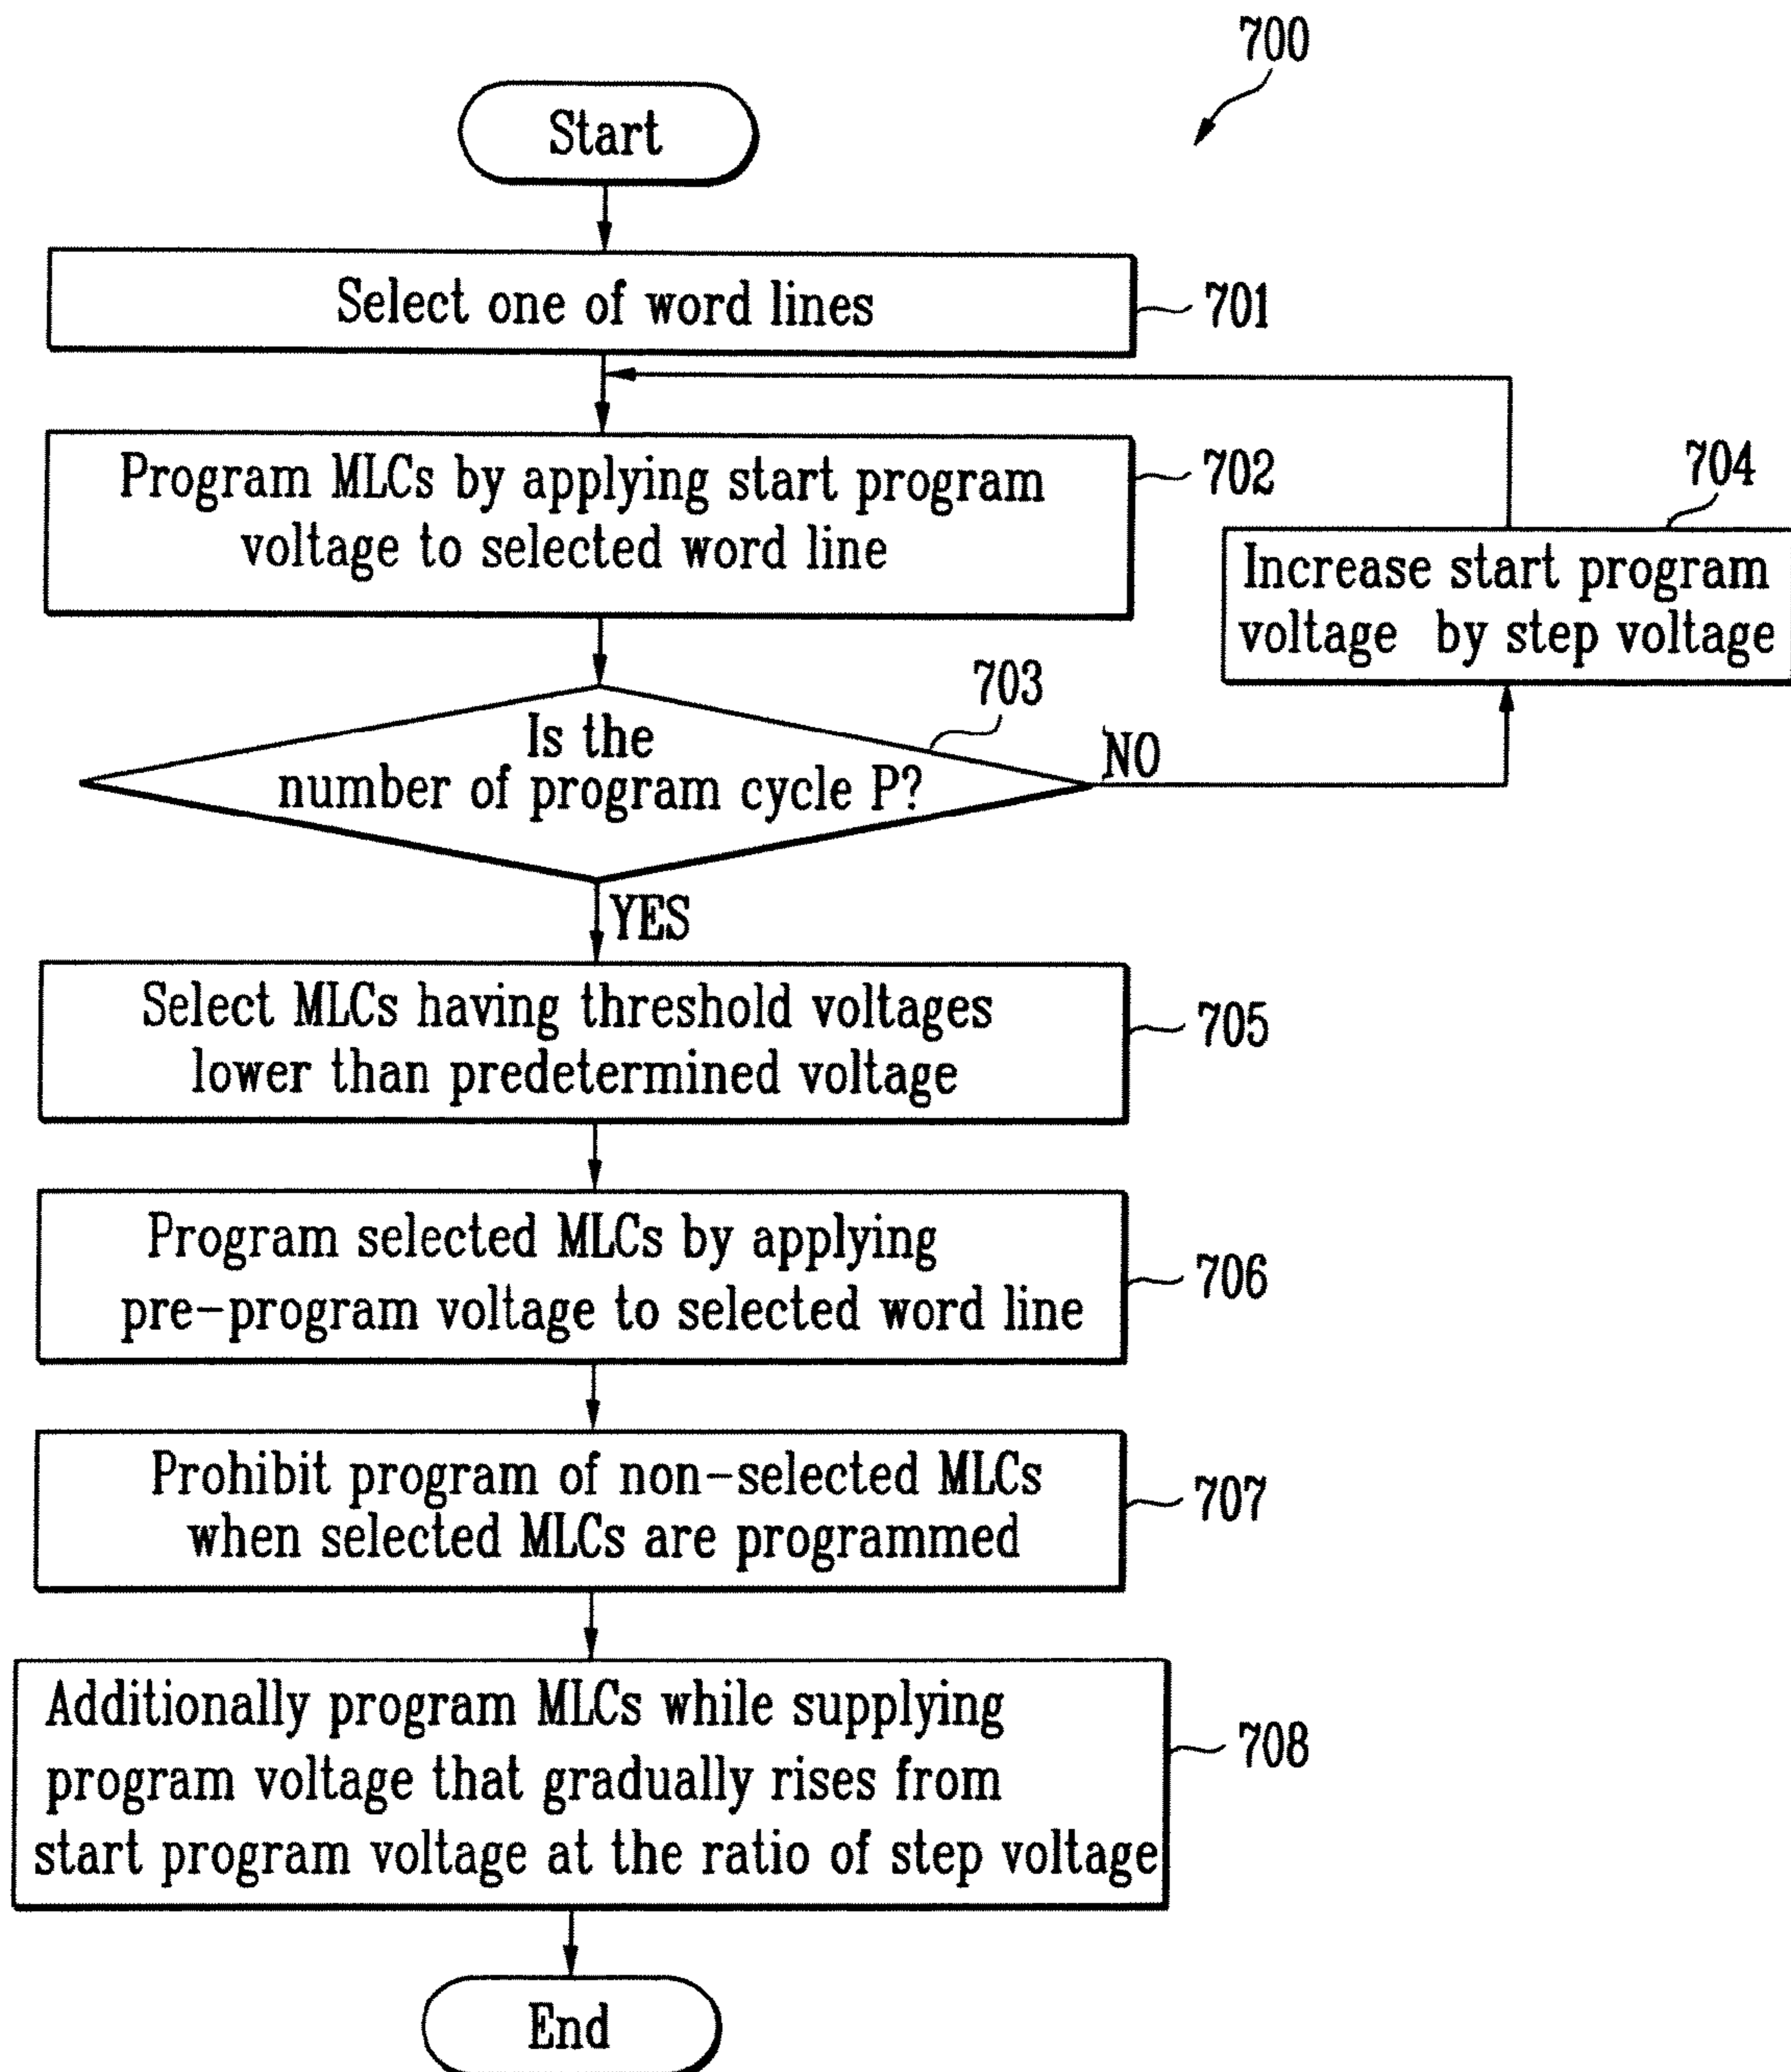 700
Start
Select one of word lines
701
Program MLCs by applying start program
voltage to selected word line
702
704
Increase start program
voltage by step voltage
703
Is the
number of program cycle P?
NO
YES
Select MLCs having threshold voltages
lower than predetermined voltage
705
Program selected MLCs by applying
pre-program voltage to selected word line
706
Prohibit program of non-selected MLCs
when selected MLCs are programmed
707
Additionally program MLCs while supplying
program voltage that gradually rises from
start program voltage at the ratio of step voltage
708
End